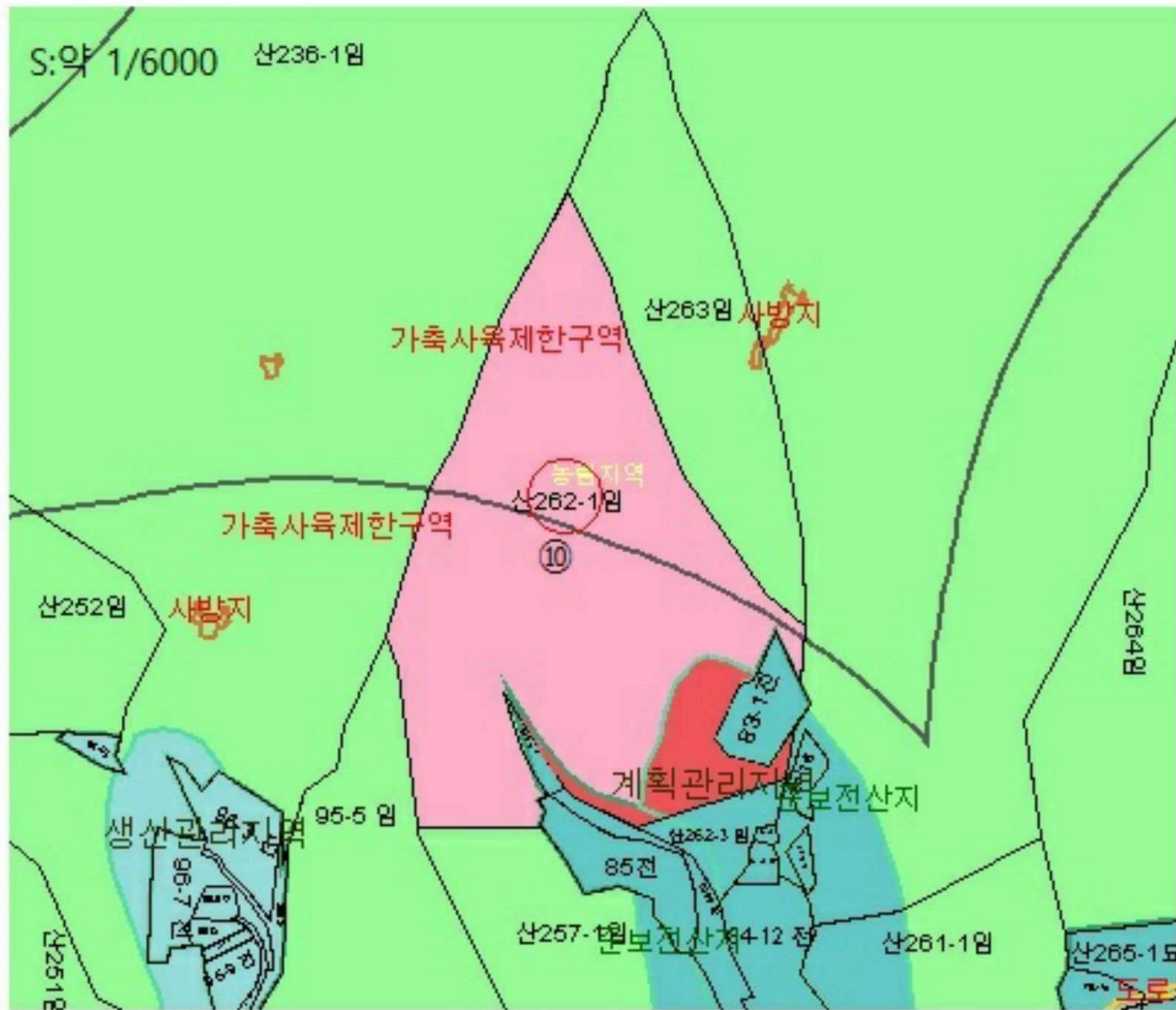 S:약 1/6000
산236-1임
산263임
사방지
가축사육제한구역
농림지역
산262-1임
⑩
가축사육제한구역
산252임
사방지
산264임
83-1전
계획관리지역
준보전산지
95-5 임
생산관리지역
96-7 전
산262-3 임
85전
산257-1임
준보전산지
산261-1임
산265-1도
산251임
도로